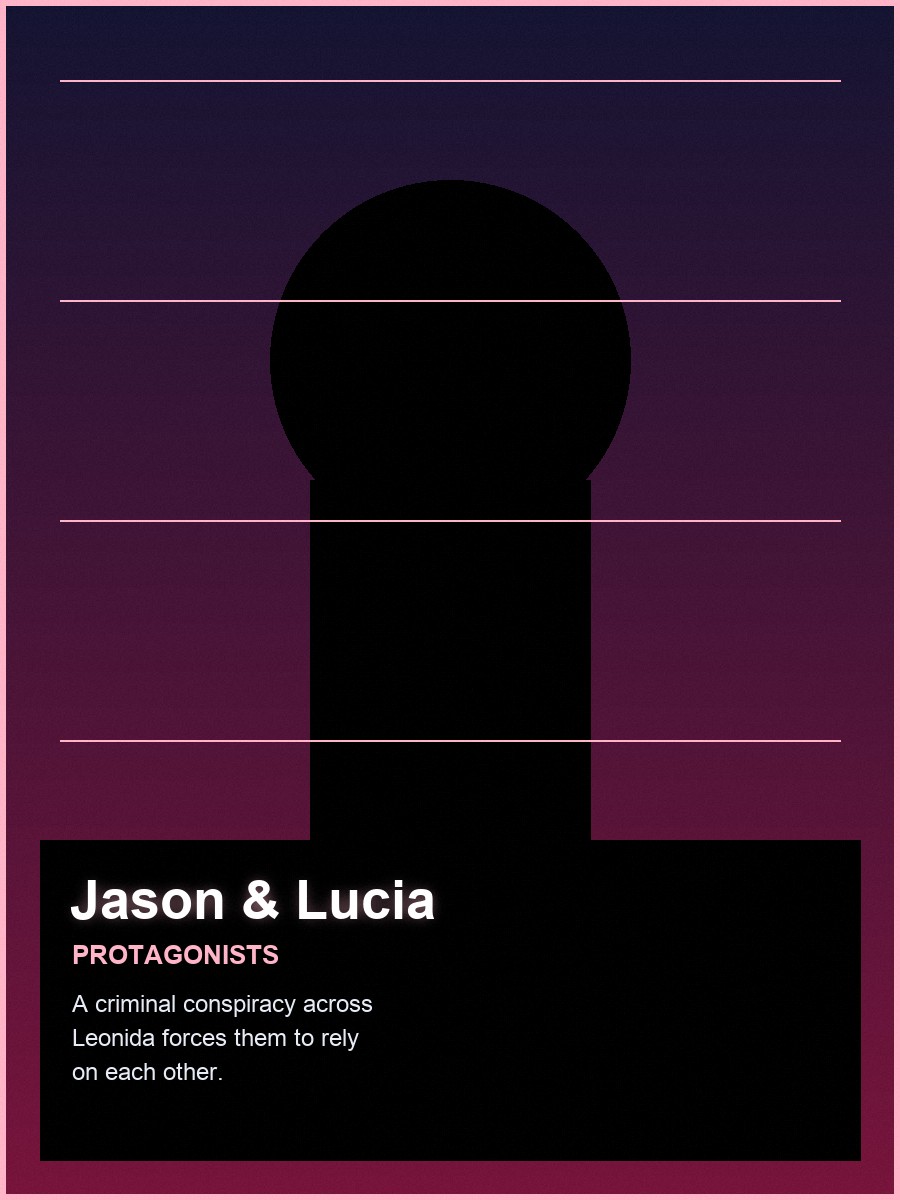 Jason & Lucia
PROTAGONISTS
A criminal conspiracy across
Leonida forces them to rely
on each other.